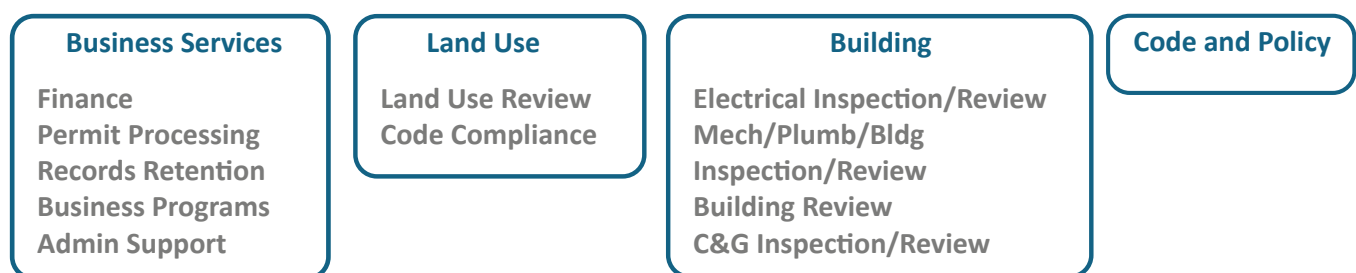 Business Services
Finance
Permit Processing
Records Retention
Business Programs
Admin Support
Land Use
Land Use Review
Code Compliance
Building
Electrical Inspection/Review
Mech/Plumb/Bldg
Inspection/Review
Building Review
C&G Inspection/Review
Code and Policy